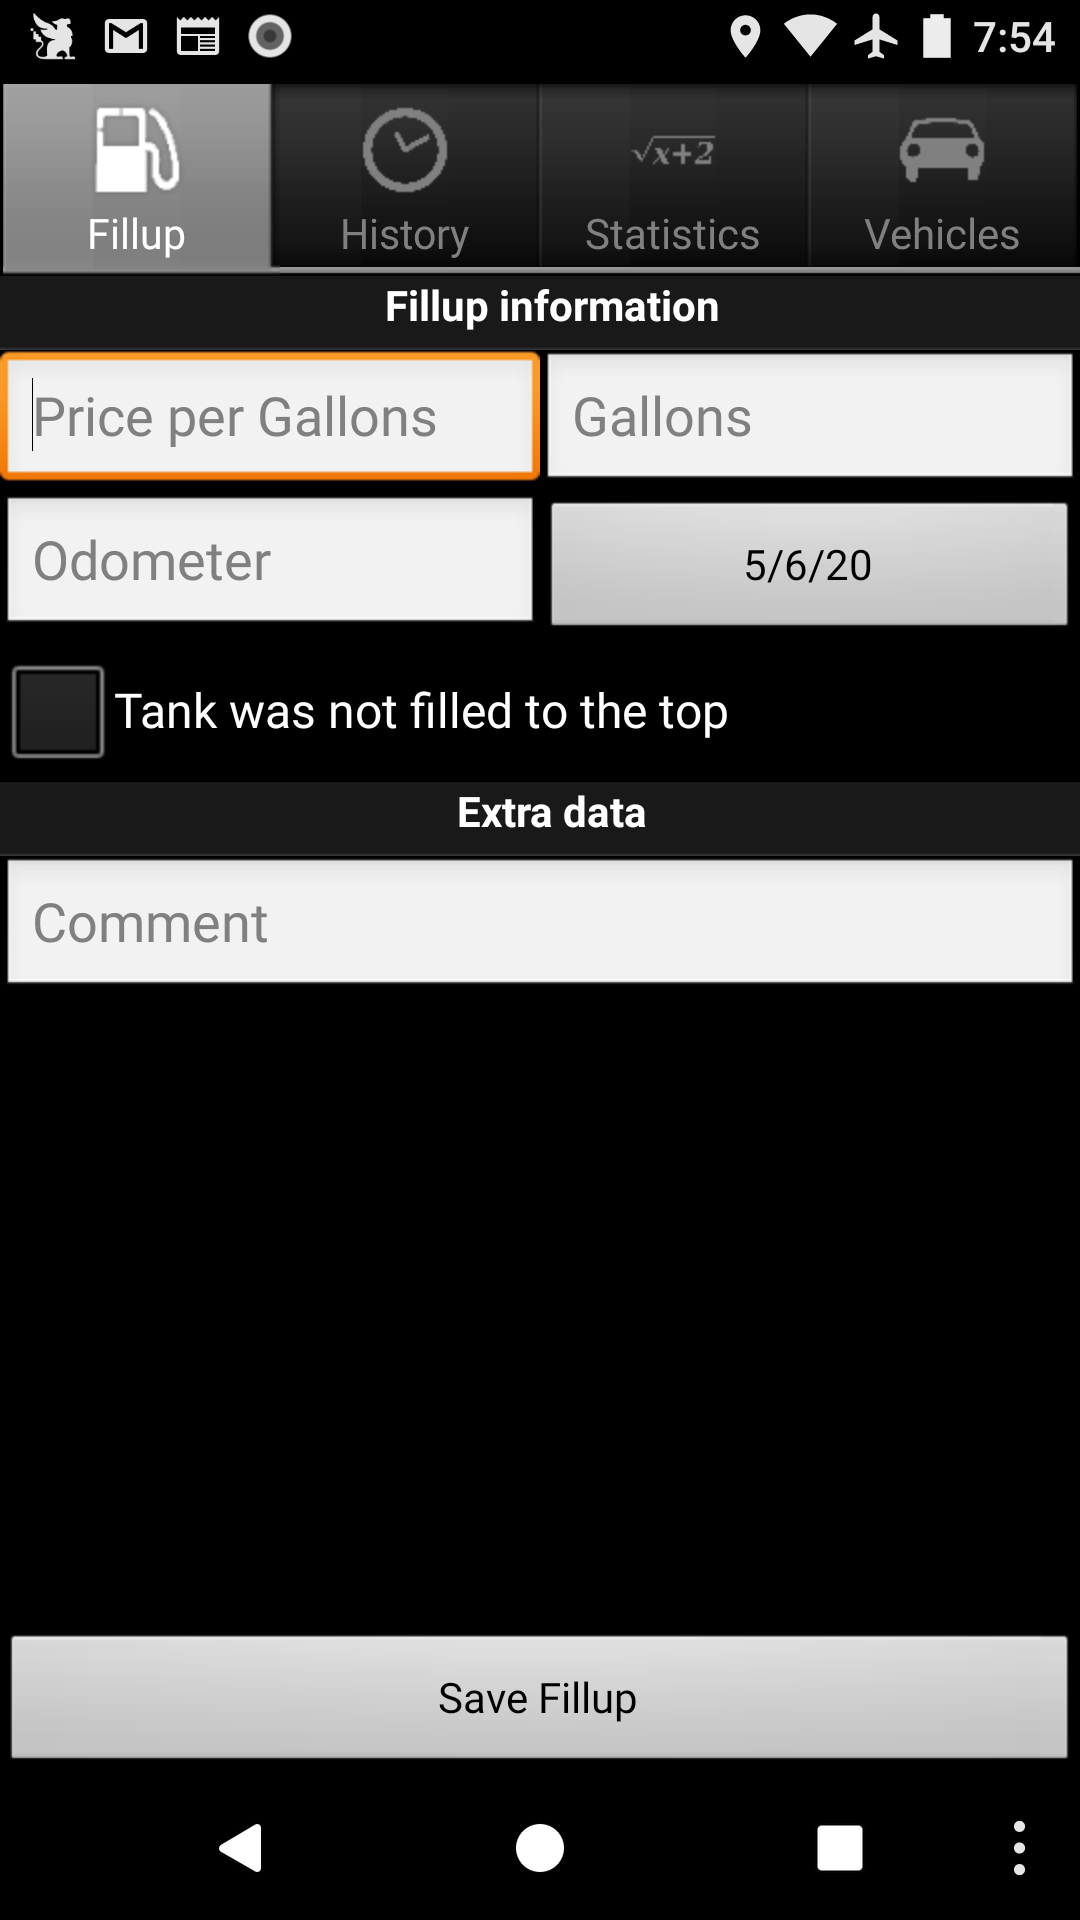 7:54
Fillup
History
√x+2
Statistics
Vehicles
Fillup information
Price per Gallons
Gallons
Odometer
5/6/20
Tank was not filled to the top
Extra data
Comment
Save Fillup